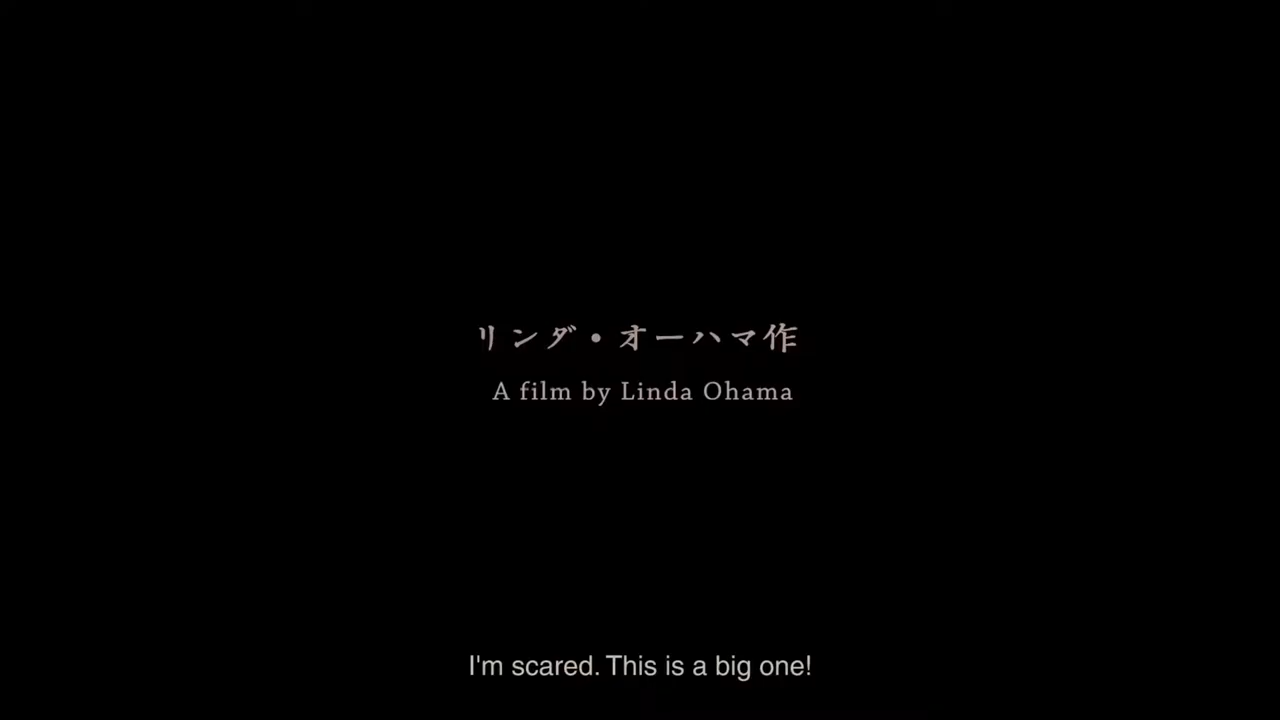 リンダ・オーハマ作
A film by Linda Ohama
I'm scared. This is a big one!